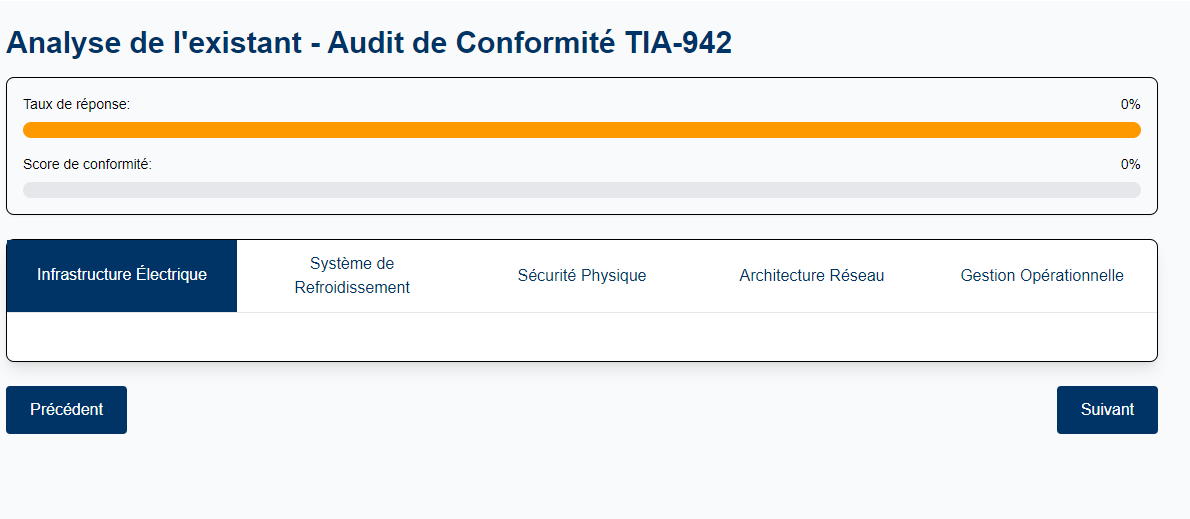 Analyse de l'existant - Audit de Conformité TIA-942
Taux de réponse: 0%
Score de conformité: 0%
Infrastructure Électrique
Système de
Refroidissement
Sécurité Physique
Architecture Réseau
Gestion Opérationnelle
Précédent
Suivant